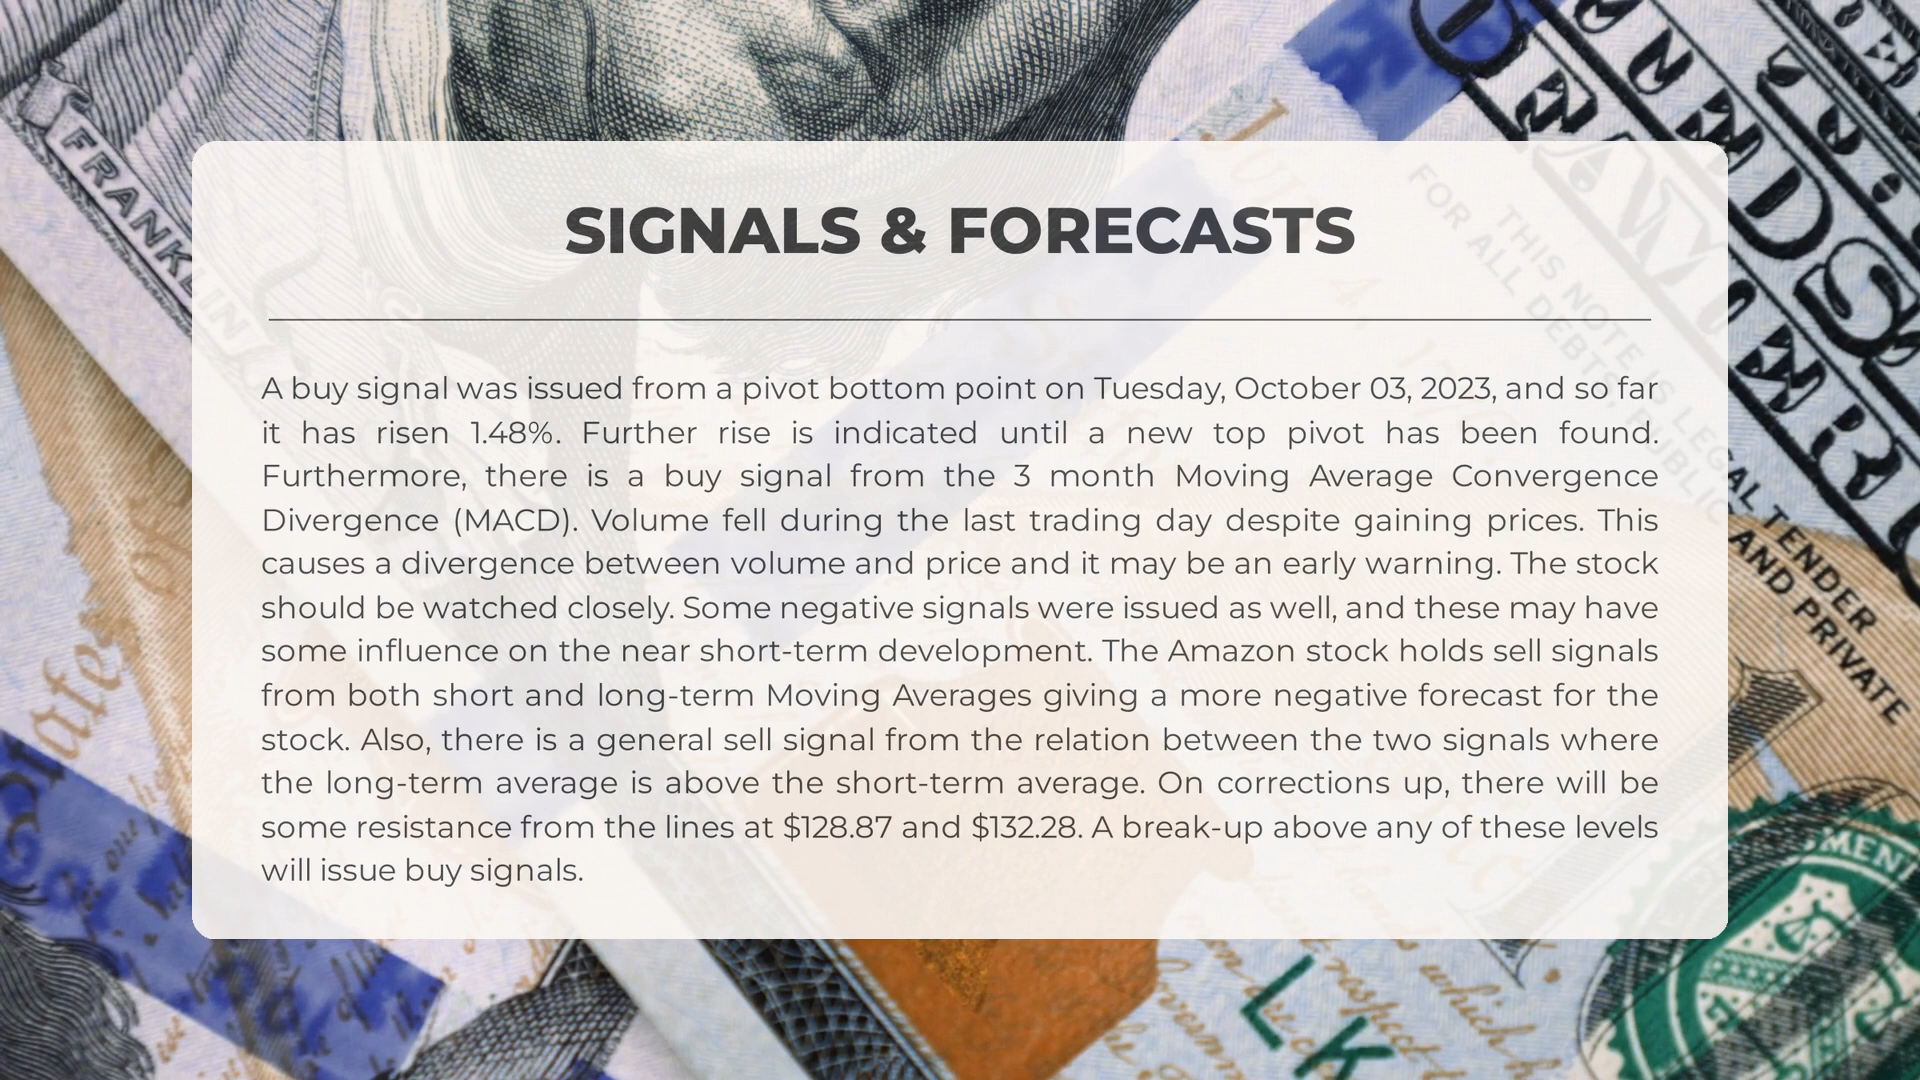 SIGNALS & FORECASTS
A buy signal was issued from a pivot bottom point on Tuesday, October 03, 2023, and so far
it has risen 1.48%. Further rise is indicated until a new top pivot has been found.
Furthermore, there is a buy signal from the 3 month Moving Average Convergence
Divergence (MACD). Volume fell during the last trading day despite gaining prices. This
causes a divergence between volume and price and it may be an early warning. The stock
should be watched closely. Some negative signals were issued as well, and these may have
some influence on the near short-term development. The Amazon stock holds sell signals
from both short and long-term Moving Averages giving a more negative forecast for the
stock. Also, there is a general sell signal from the relation between the two signals where
the long-term average is above the short-term average. On corrections up, there will be
some resistance from the lines at $128.87 and $132.28. A break-up above any of these levels
will issue buy signals.
FRANKLIN
THIS NOTE IS LEGAL TENDER
FOR ALL DEBTS, PUBLIC AND PRIVATE
LK